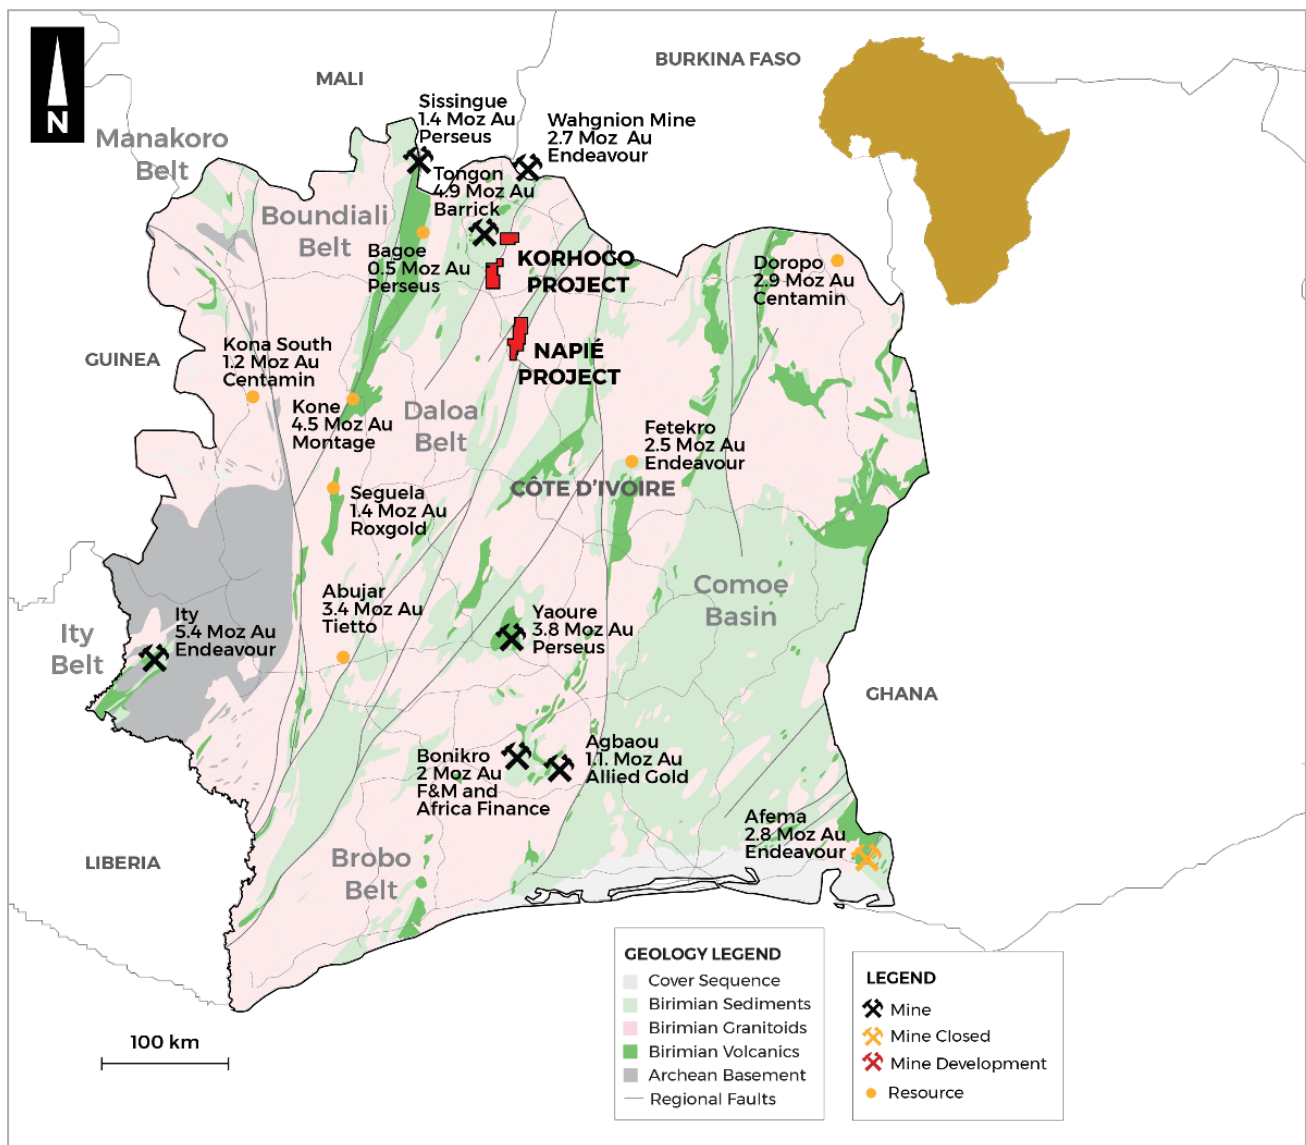 BURKINA FASO
MALI
N
Manakoro
Belt
Sissingue
1.4 Moz Au
Perseus
Wahgnion Mine
2.7 Moz Au
Endeavour
Tongon
4.9 Moz Au
Barrick
Boundiali
Belt
Bagoe
0.5 Moz Au
Perseus
KORHOGO
PROJECT
Doropo
2.9 Moz Au
Centamin
GUINEA
Kona South
1.2 Moz Au
Centamin
NAPIÉ
PROJECT
Kone
4.5 Moz Au
Montage
Daloa
Belt
Fetekro
2.5 Moz Au
Endeavour
CÔTE D'IVOIRE
Seguela
1.4 Moz Au
Roxgold
Comoe
Basin
Abujar
3.4 Moz Au
Tietto
Ity
5.4 Moz Au
Endeavour
Ity
Belt
Yaoure
3.8 Moz Au
Perseus
GHANA
Bonikro
2 Moz Au
F&M and
Africa Finance
Agbaou
1.1. Moz Au
Allied Gold
Afema
2.8 Moz Au
Endeavour
LIBERIA
Brobo
Belt
100 km
GEOLOGY LEGEND
Cover Sequence
Birimian Sediments
Birimian Granitoids
Birimian Volcanics
Archean Basement
Regional Faults
LEGEND
Mine
Mine Closed
Mine Development
Resource